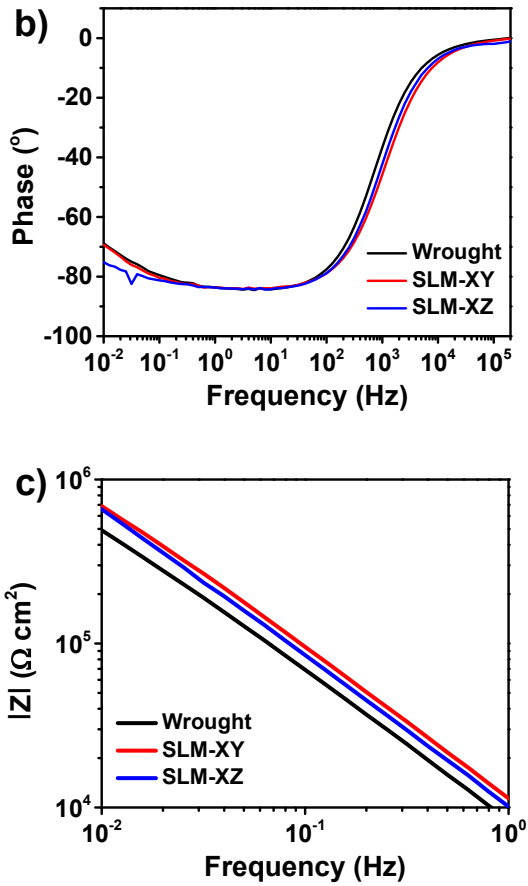 b)
0
-20
-40
-60
-80
-100
Phase (°)
Wrought
SLM-XY
SLM-XZ
10⁻² 10⁻¹ 10⁰ 10¹ 10² 10³ 10⁴ 10⁵
Frequency (Hz)
c)
10⁶
10⁵
10⁴
|Z| (Ω cm²)
Wrought
SLM-XY
SLM-XZ
10⁻² 10⁻¹ 10⁰
Frequency (Hz)